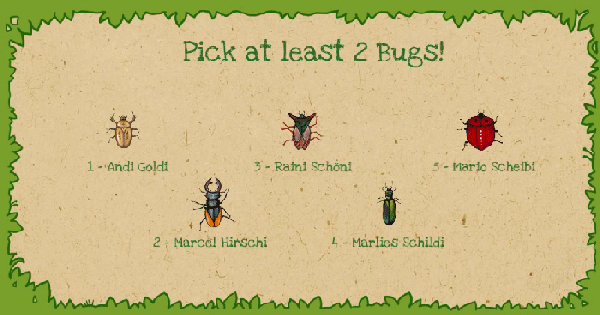 Pick at least 2 Bugs!
1 - Andi Goldi
3 - Raini Schöni
5 - Mario Scheibi
2 - Marcel Hirschi
4 - Marlies Schildi